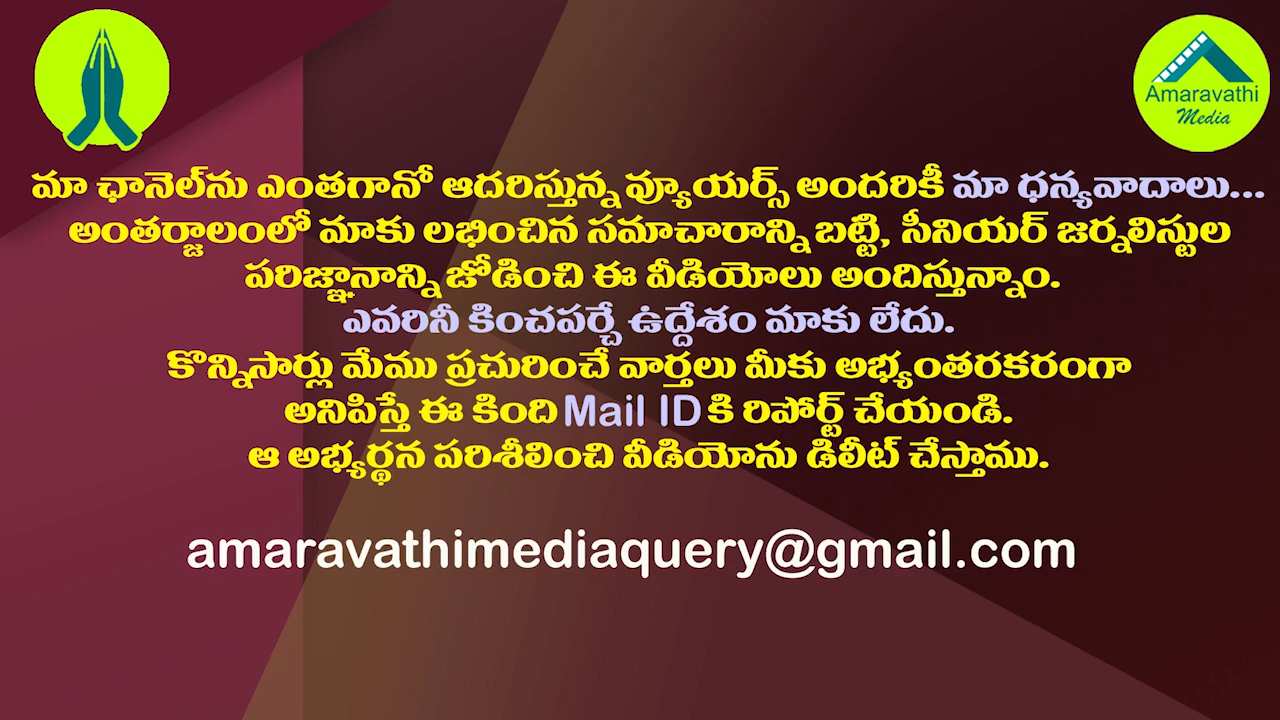 Amaravathi
Media
మా ఛానెల్‌ను ఎంతగానో ఆదరిస్తున్న వ్యూయర్స్ అందరికీ మా ధన్యవాదాలు...
అంతర్జాలంలో మాకు లభించిన సమాచారాన్ని బట్టి, సీనియర్ జర్నలిస్టుల
పరిజ్ఞానాన్ని జోడించి ఈ వీడియోలు అందిస్తున్నాం.
ఎవరినీ కించపర్చే ఉద్దేశం మాకు లేదు.
కొన్నిసార్లు మేము ప్రచురించే వార్తలు మీకు అభ్యంతరకరంగా
అనిపిస్తే ఈ కింది Mail ID కి రిపోర్ట్ చేయండి.
ఆ అభ్యర్థన పరిశీలించి వీడియోను డిలీట్ చేస్తాము.
amaravathimediaquery@gmail.com